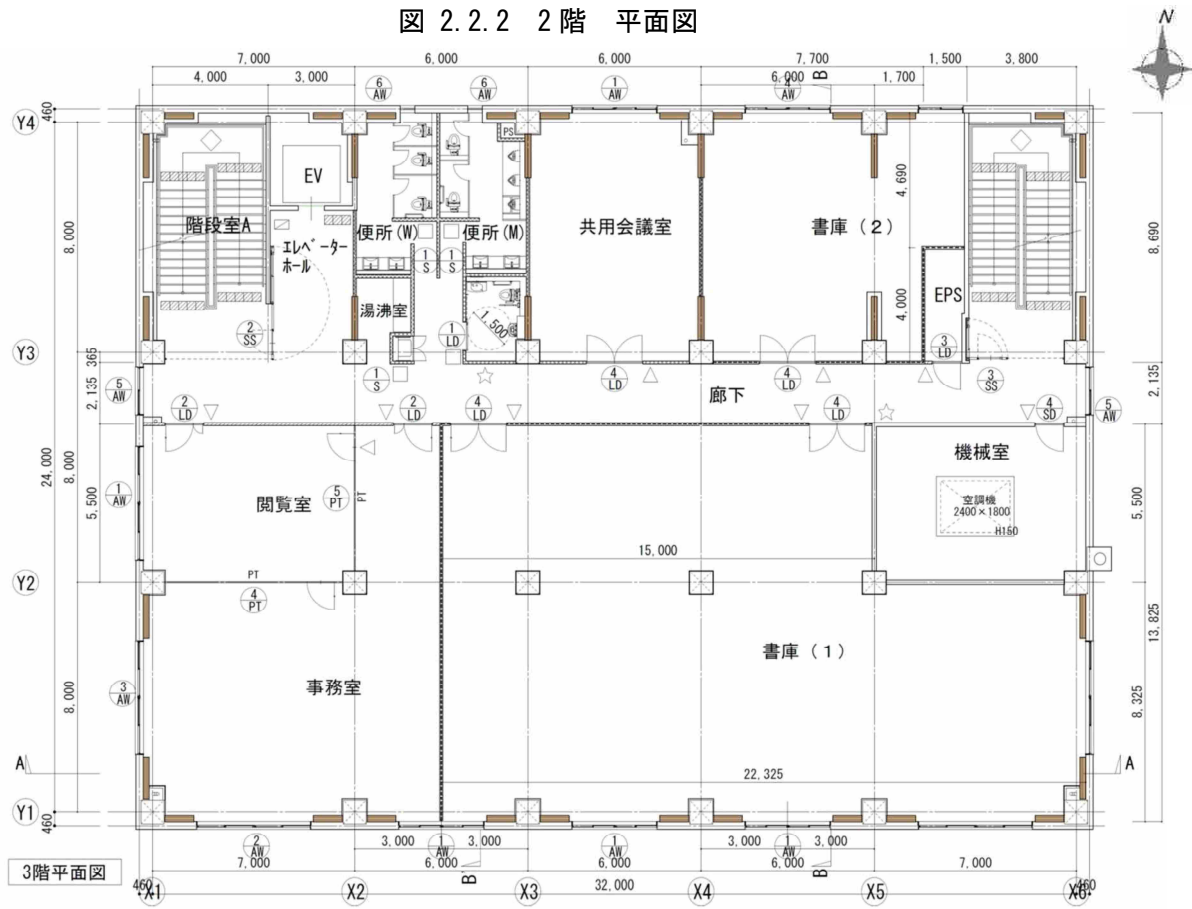 図 2.2.2 2階 平面図
N
7,000
6,000
6,000
7,700
1,500
3,800
4,000
3,000
6,000
1,700
6
AW
6
AW
1
AW
4
AW
B
460
Y4
PS
EV
階段室A
エレベーター
ホール
便所(W)
便所(M)
共用会議室
書庫(2)
4,690
8,000
8,690
1
S
1
S
湯沸室
1,500
EPS
4,000
2
SS
1
LD
3
LD
Y3
365
1
S
4
LD
4
LD
3
SS
2,135
2,135
5
AW
廊下
2
LD
2
LD
4
LD
4
LD
4
SD
5
AW
機械室
24,000
8,000
5,500
1
AW
閲覧室
5
PT
PT
空調機
2400×1800
H150
5,500
15,000
Y2
PT
4
PT
書庫(1)
13,825
事務室
3
AW
8,000
8,325
A
22,325
A
Y1
460
2
AW
3,000
1
AW
3,000
1
AW
3,000
1
AW
3,000
7,000
6,000
6,000
6,000
7,000
B'
B
3階平面図
460
X1
X2
X3
32,000
X4
X5
X6
460